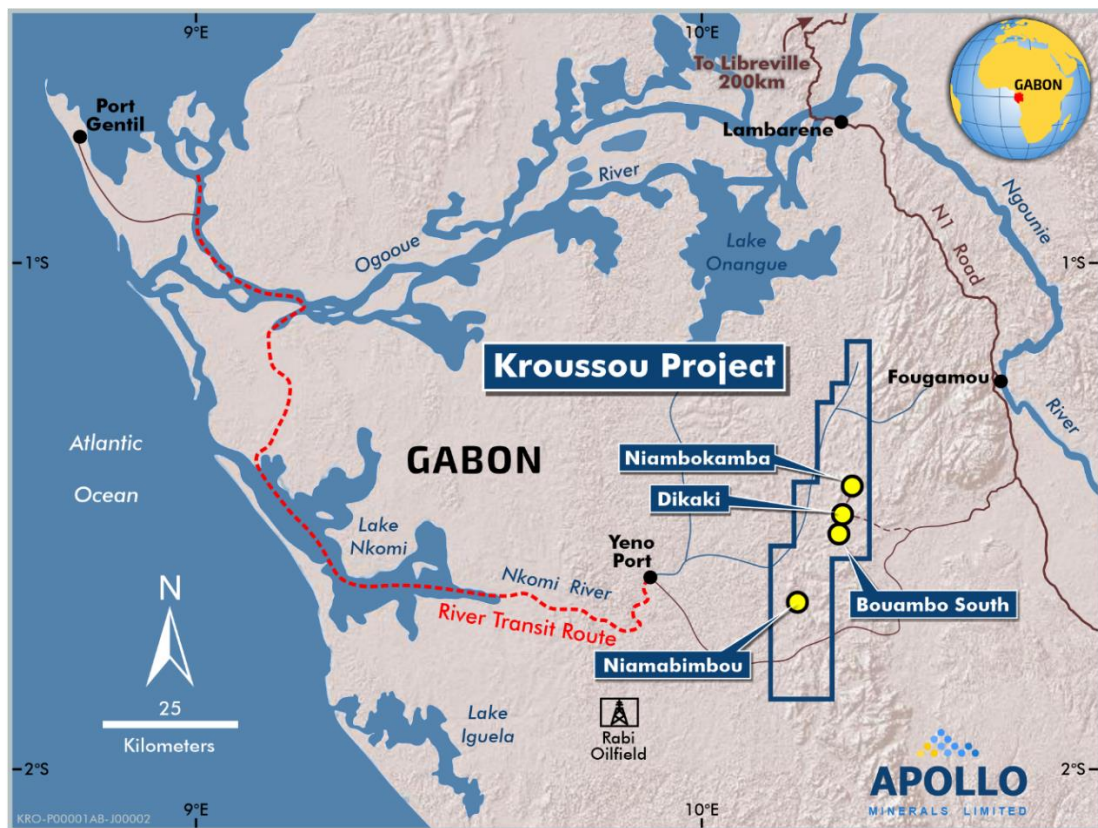 9°E
10°E
To Libreville
200km
GABON
Port
Gentil
Lambarene
River
Ogooue
Lake
Onangue
N1 Road
Ngounie
1°S
1°S
Kroussou Project
Fougamou
River
Atlantic
Ocean
GABON
Niambokamba
Dikaki
Lake
Nkomi
Yeno
Port
Nkomi River
River Transit Route
Bouambo South
Niamabimbou
N
25
Kilometers
Lake
Iguela
Rabi
Oilfield
APOLLO
MINERALS LIMITED
2°S
2°S
KRO-P00001AB-J00002
9°E
10°E